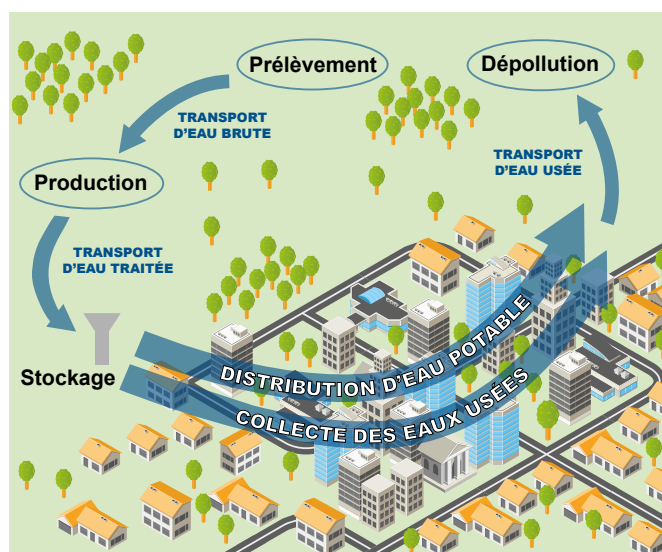 Prélèvement
Dépollution
TRANSPORT
D'EAU BRUTE
TRANSPORT
D'EAU USÉE
Production
TRANSPORT
D'EAU TRAITÉE
Stockage
DISTRIBUTION D'EAU POTABLE
COLLECTE DES EAUX USÉES